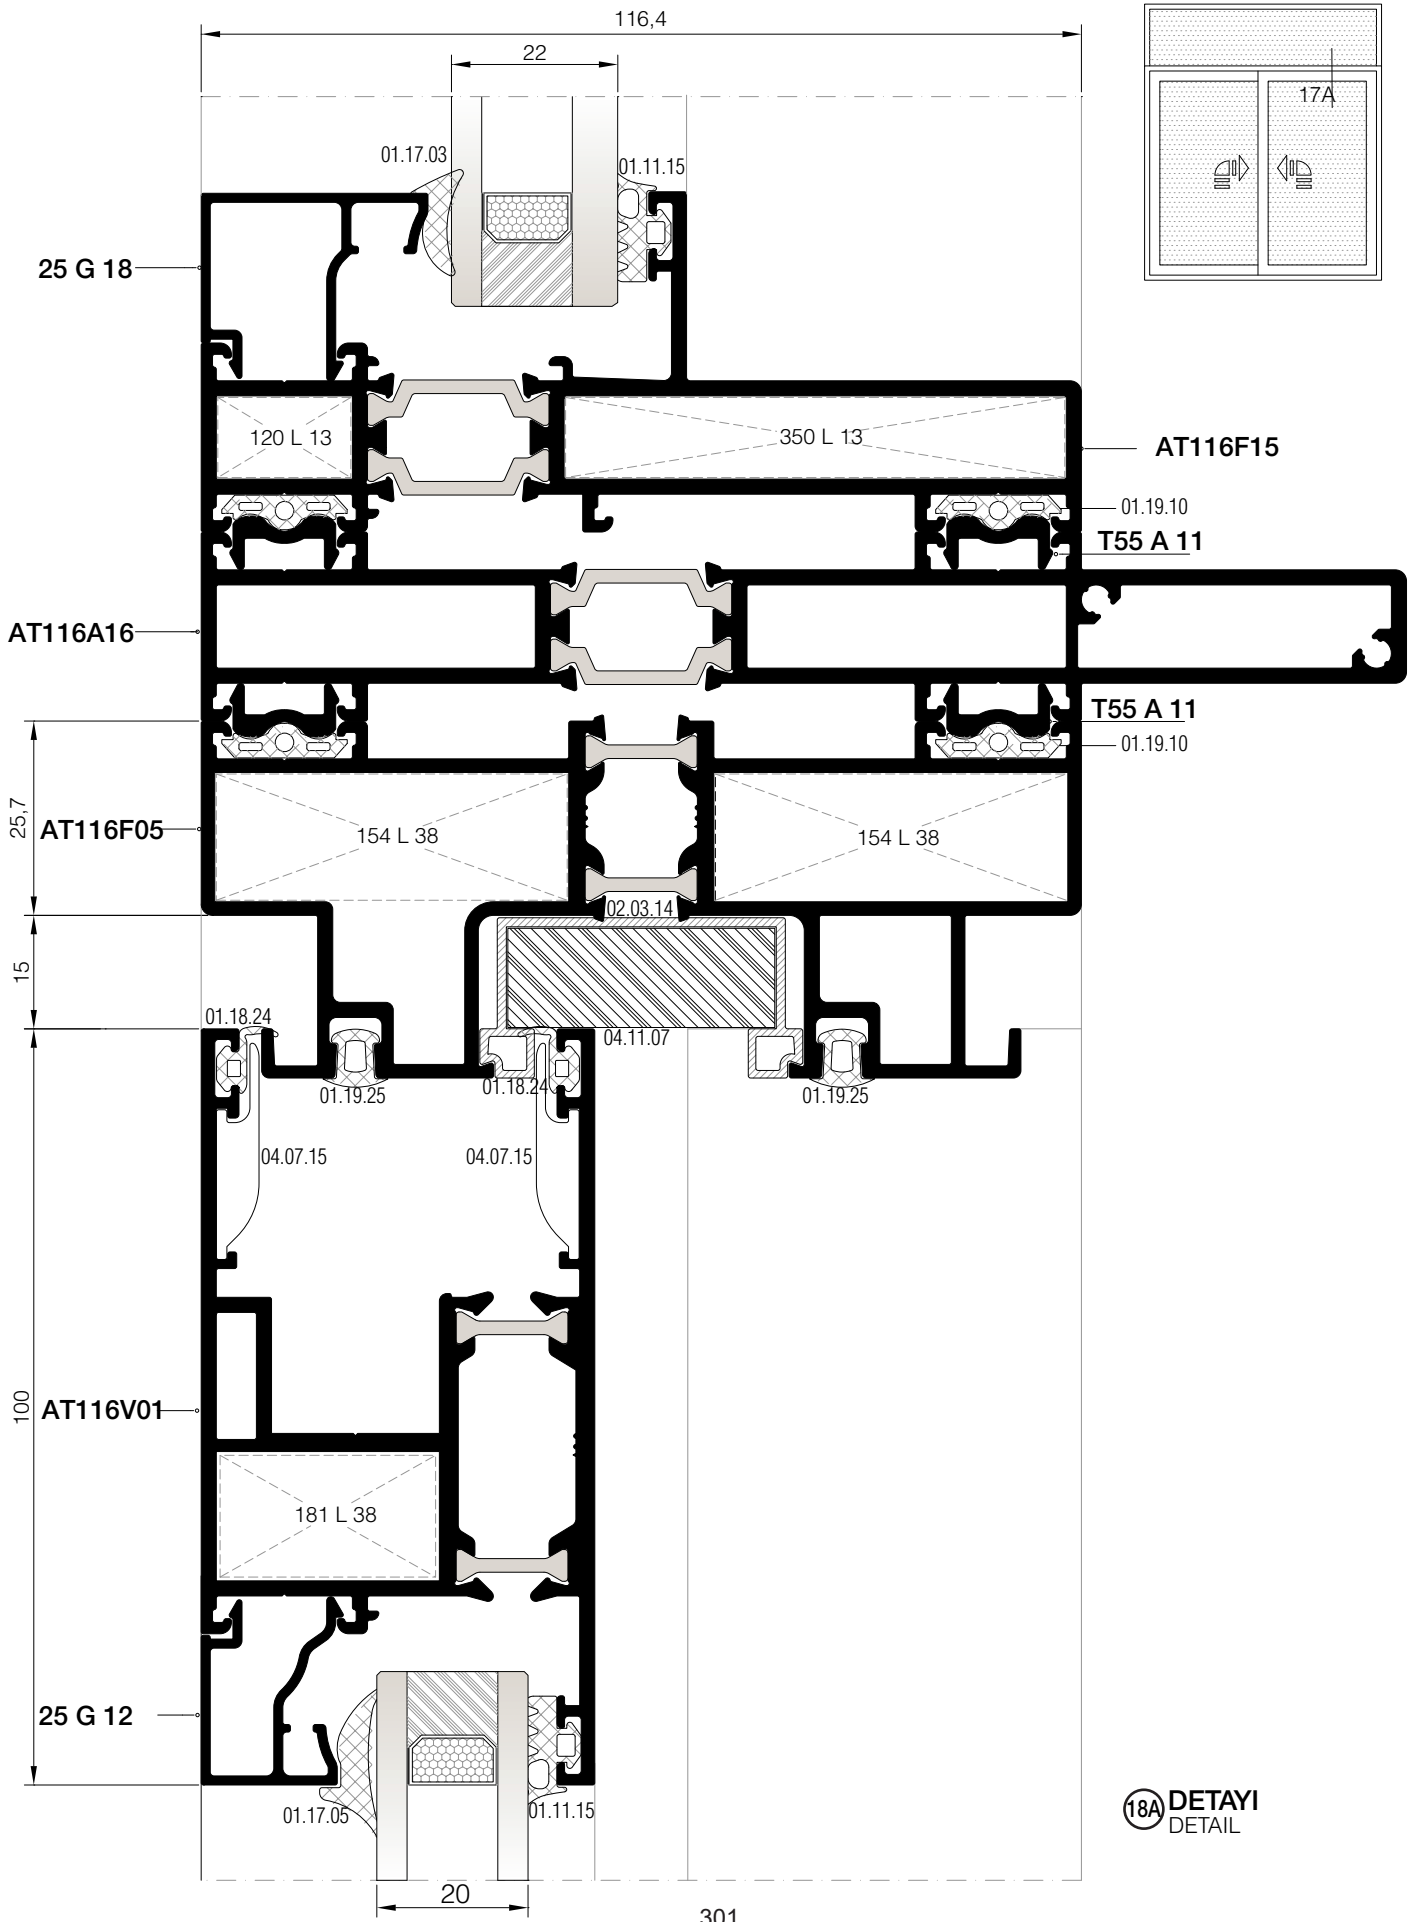 116,4
22
17A
01.17.03
01.11.15
25 G 18
120 L 13
350 L 13
AT116F15
01.19.10
T55 A 11
AT116A16
T55 A 11
01.19.10
25,7
AT116F05
154 L 38
154 L 38
02.03.14
15
01.18.24
04.11.07
01.18.24
01.19.25
01.19.25
04.07.15
04.07.15
100
AT116V01
181 L 38
25 G 12
01.17.05
01.11.15
18A DETAYI
DETAIL
20
301